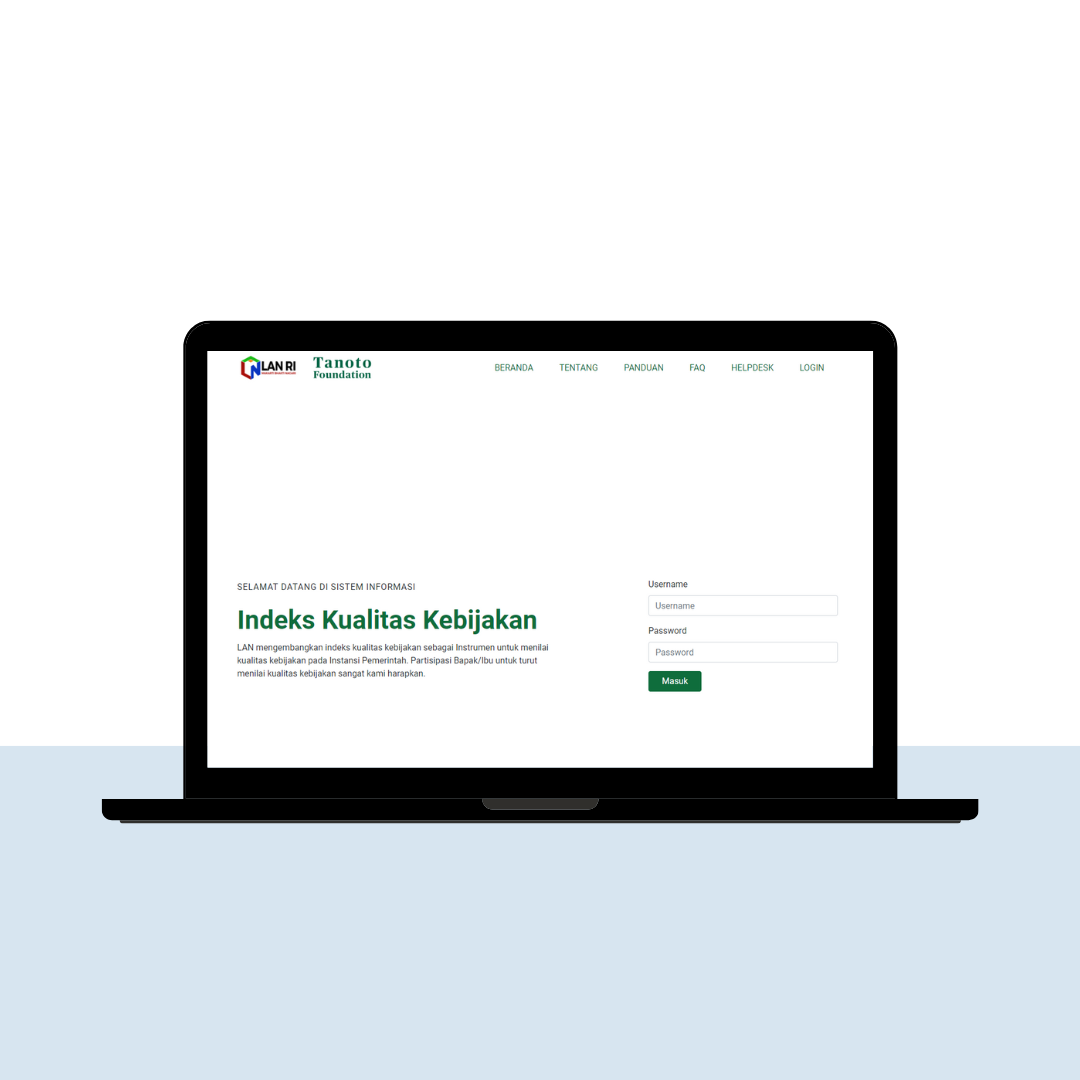 LAN RI
Tanoto
Foundation
BERANDA TENTANG PANDUAN FAQ HELPDESK LOGIN
SELAMAT DATANG DI SISTEM INFORMASI
Indeks Kualitas Kebijakan
LAN mengembangkan indeks kualitas kebijakan sebagai Instrumen untuk menilai
kualitas kebijakan pada Instansi Pemerintah. Partisipasi Bapak/Ibu untuk turut
menilai kualitas kebijakan sangat kami harapkan.
Username
Username
Password
Password
Masuk